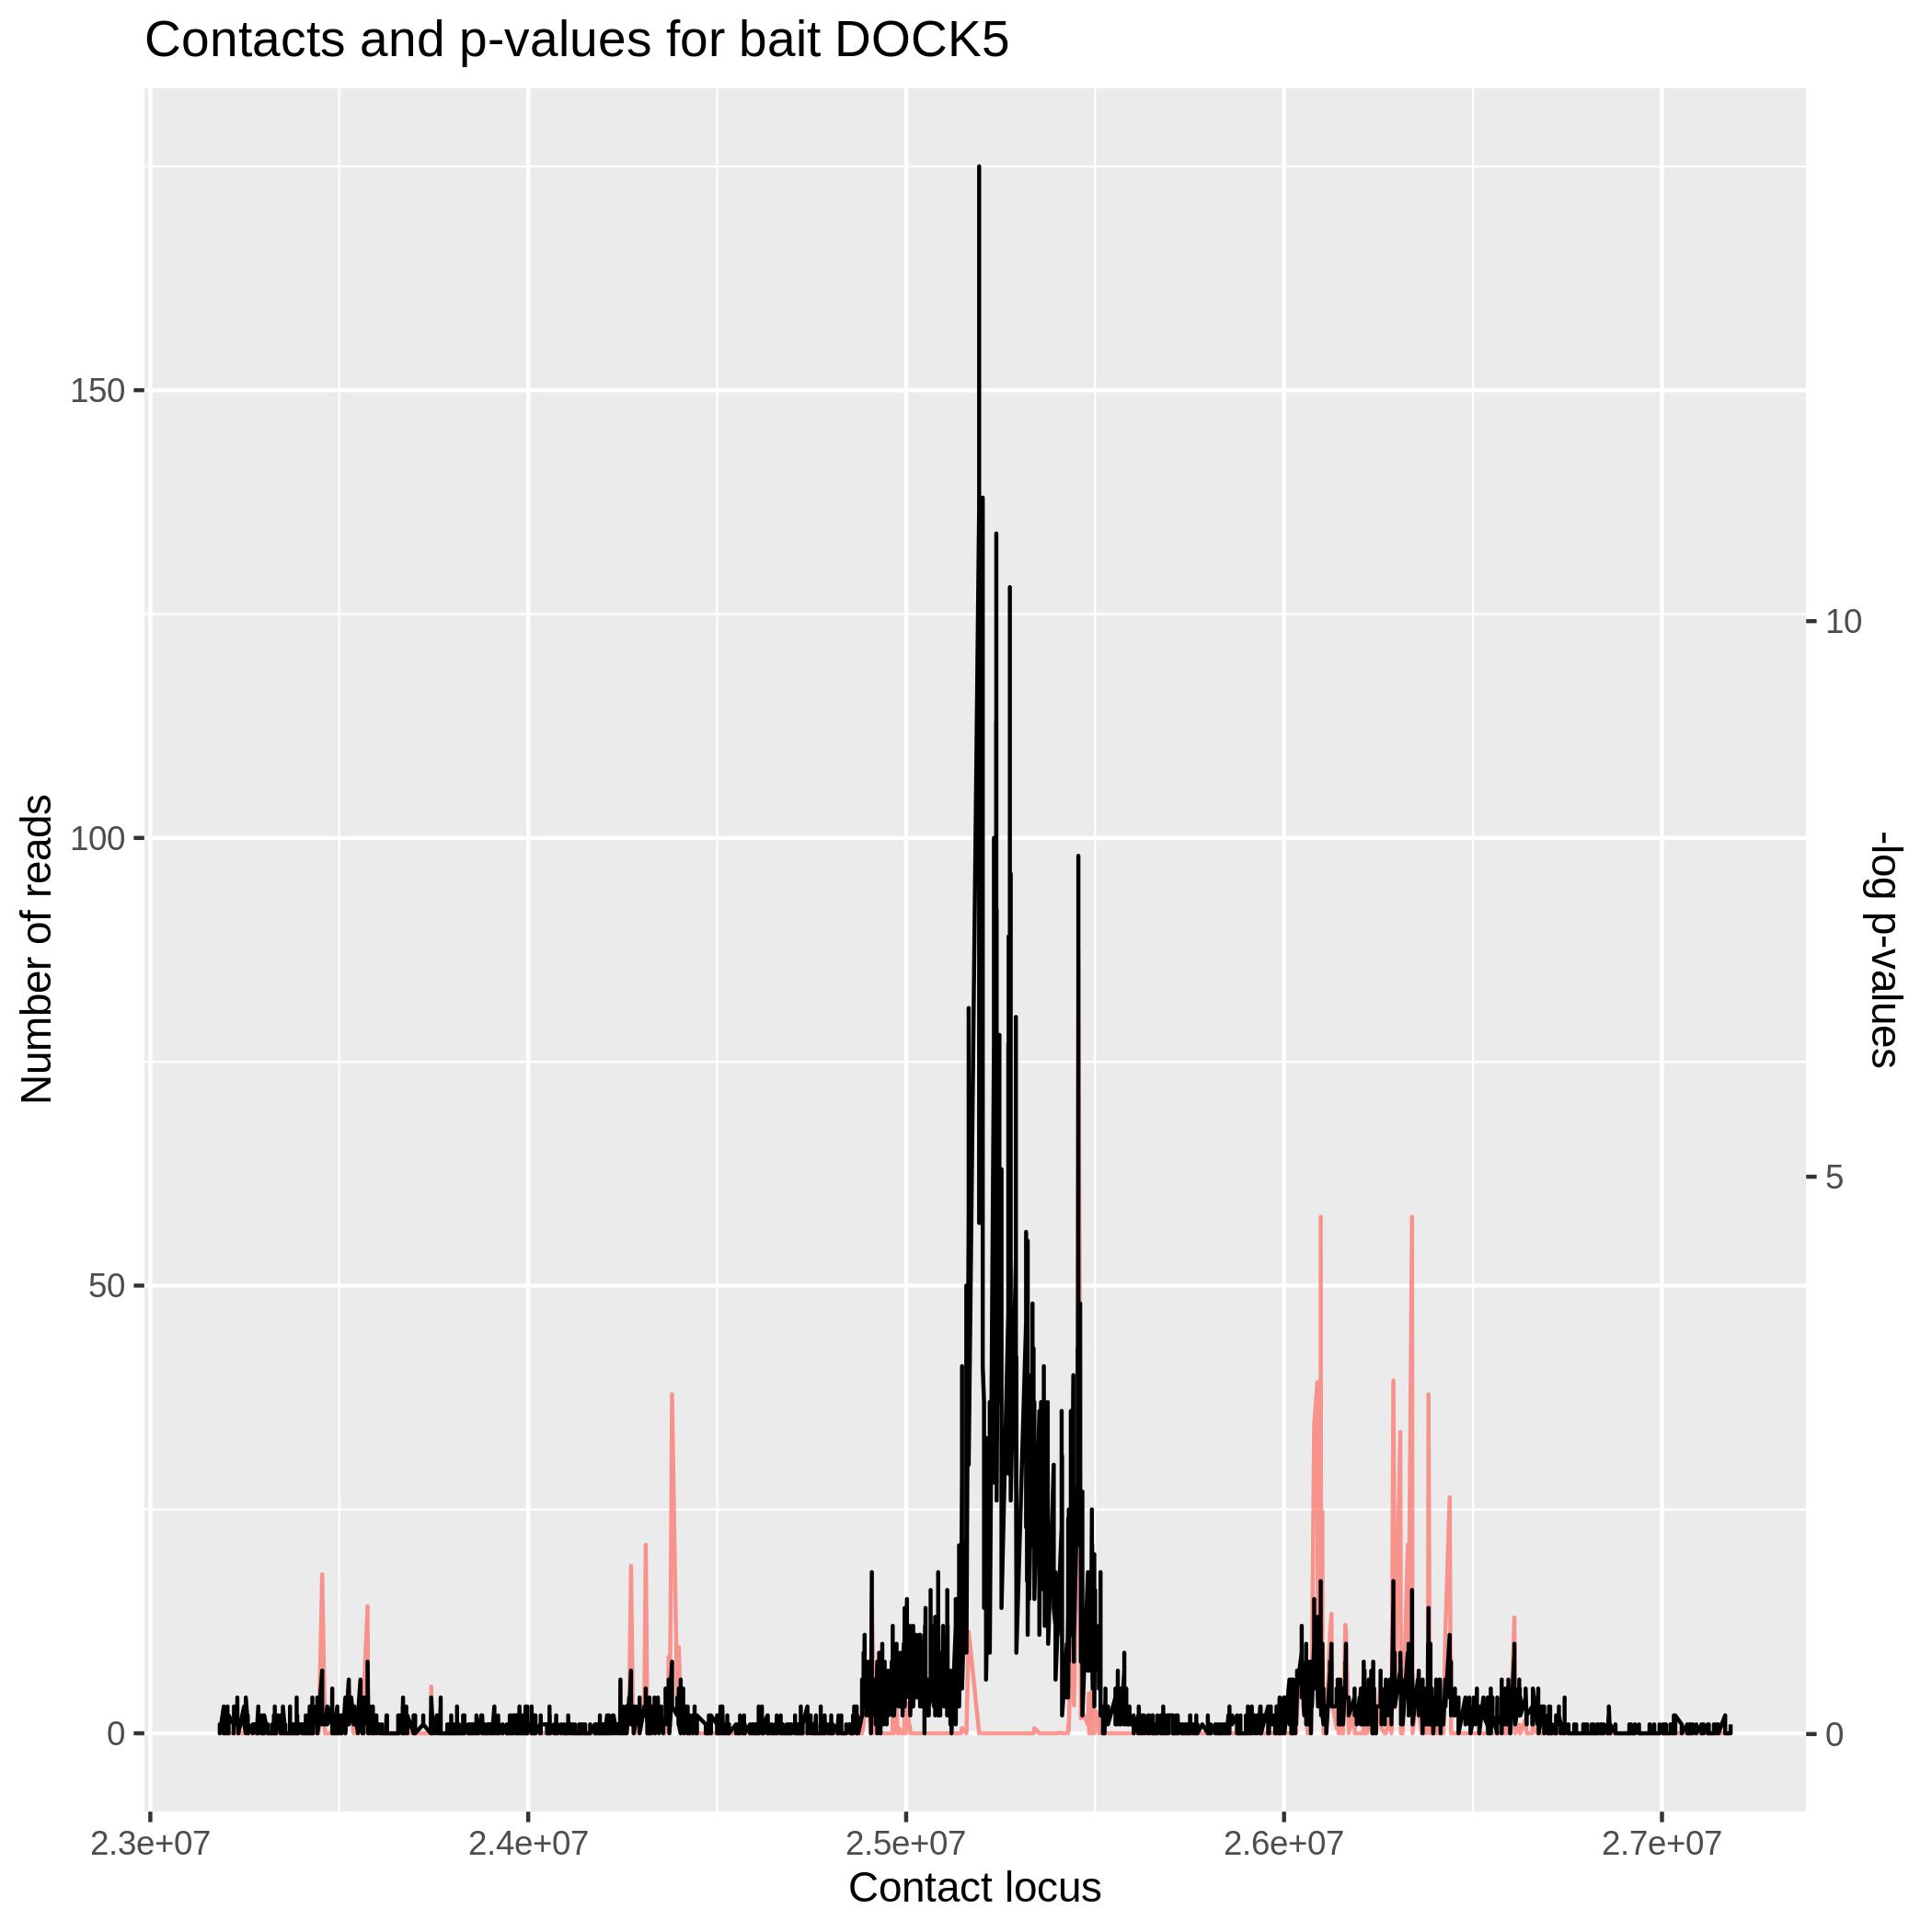 Contacts and p-values for bait DOCK5
150
100
50
0
Number of reads
10
5
0
-log p-values
2.3e+07
2.4e+07
2.5e+07
2.6e+07
2.7e+07
Contact locus